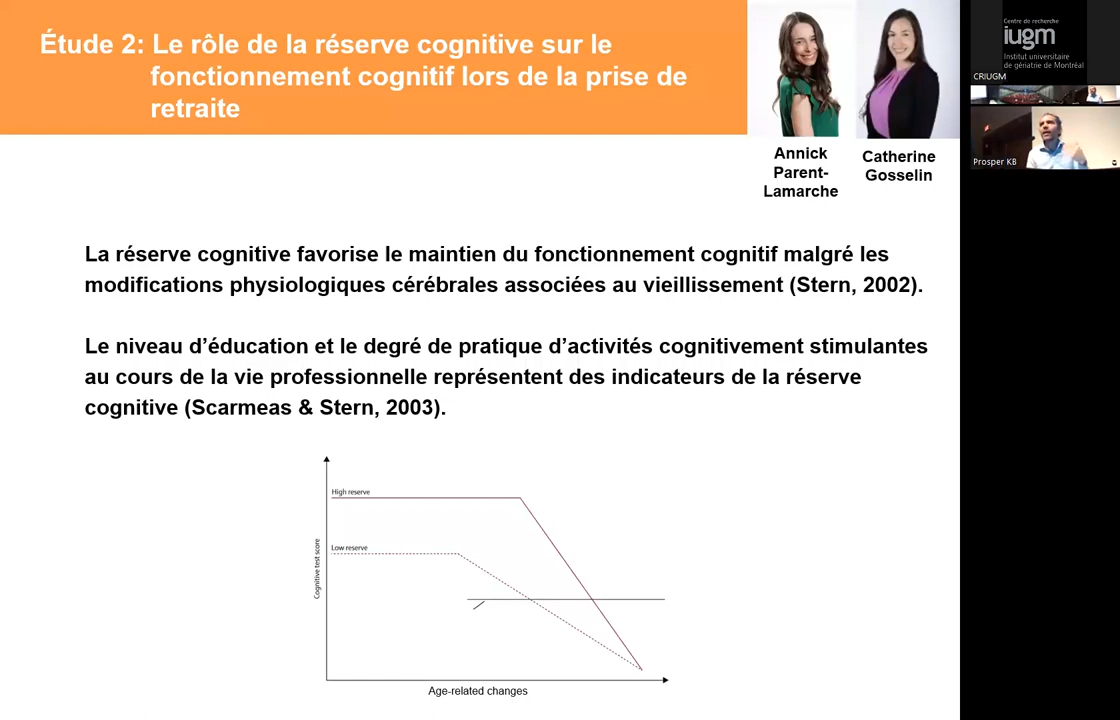 Étude 2: Le rôle de la réserve cognitive sur le
fonctionnement cognitif lors de la prise de
retraite
Annick
Parent-
Lamarche
Catherine
Gosselin
Centre de recherche
iugm
Institut universitaire
de gériatrie de Montréal
CRIUGM
Prosper KB
La réserve cognitive favorise le maintien du fonctionnement cognitif malgré les
modifications physiologiques cérébrales associées au vieillissement (Stern, 2002).
Le niveau d'éducation et le degré de pratique d'activités cognitivement stimulantes
au cours de la vie professionnelle représentent des indicateurs de la réserve
cognitive (Scarmeas & Stern, 2003).
High reserve
Low reserve
Cognitive test score
Age-related changes